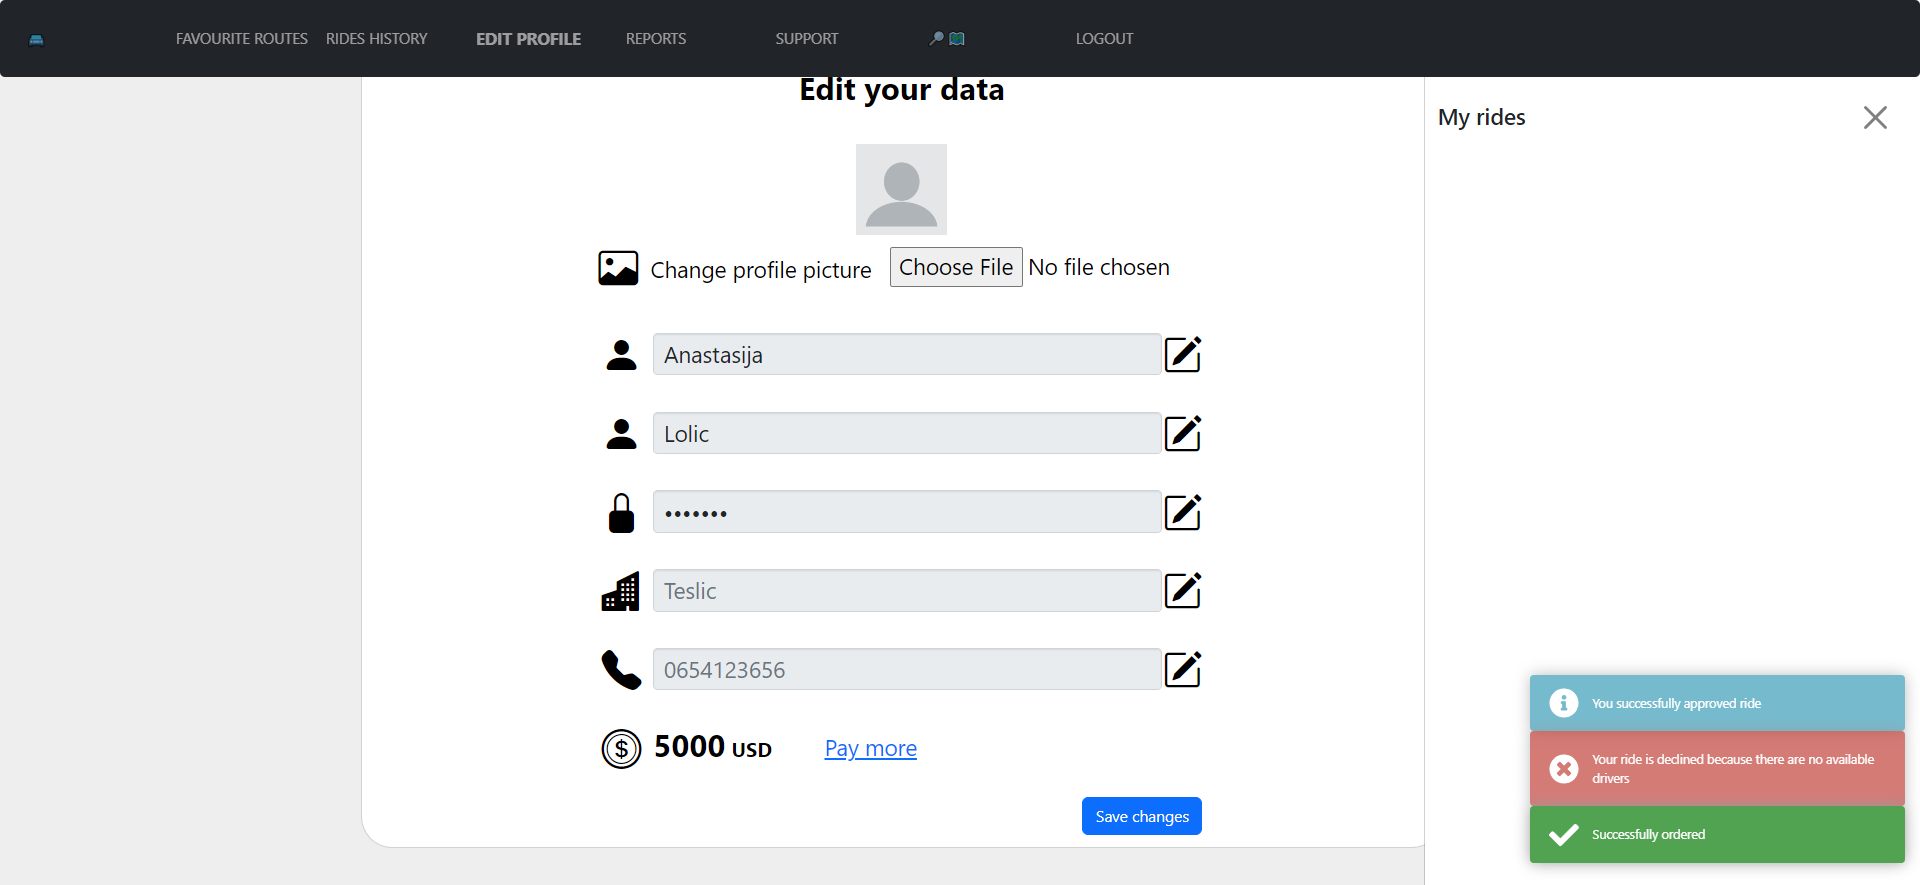 FAVOURITE ROUTES RIDES HISTORY EDIT PROFILE REPORTS SUPPORT LOGOUT
Edit your data
Change profile picture Choose File No file chosen
Anastasija
Lolic
•••••••
Teslic
0654123656
5000 USD Pay more
Save changes
My rides
You successfully approved ride
Your ride is declined because there are no available
drivers
Successfully ordered